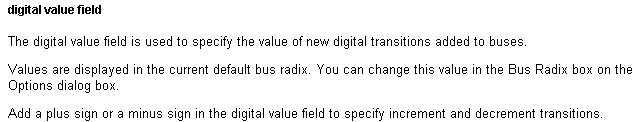 digital value field
The digital value field is used to specify the value of new digital transitions added to buses.
Values are displayed in the current default bus radix. You can change this value in the Bus Radix box on the
Options dialog box.
Add a plus sign or a minus sign in the digital value field to specify increment and decrement transitions.